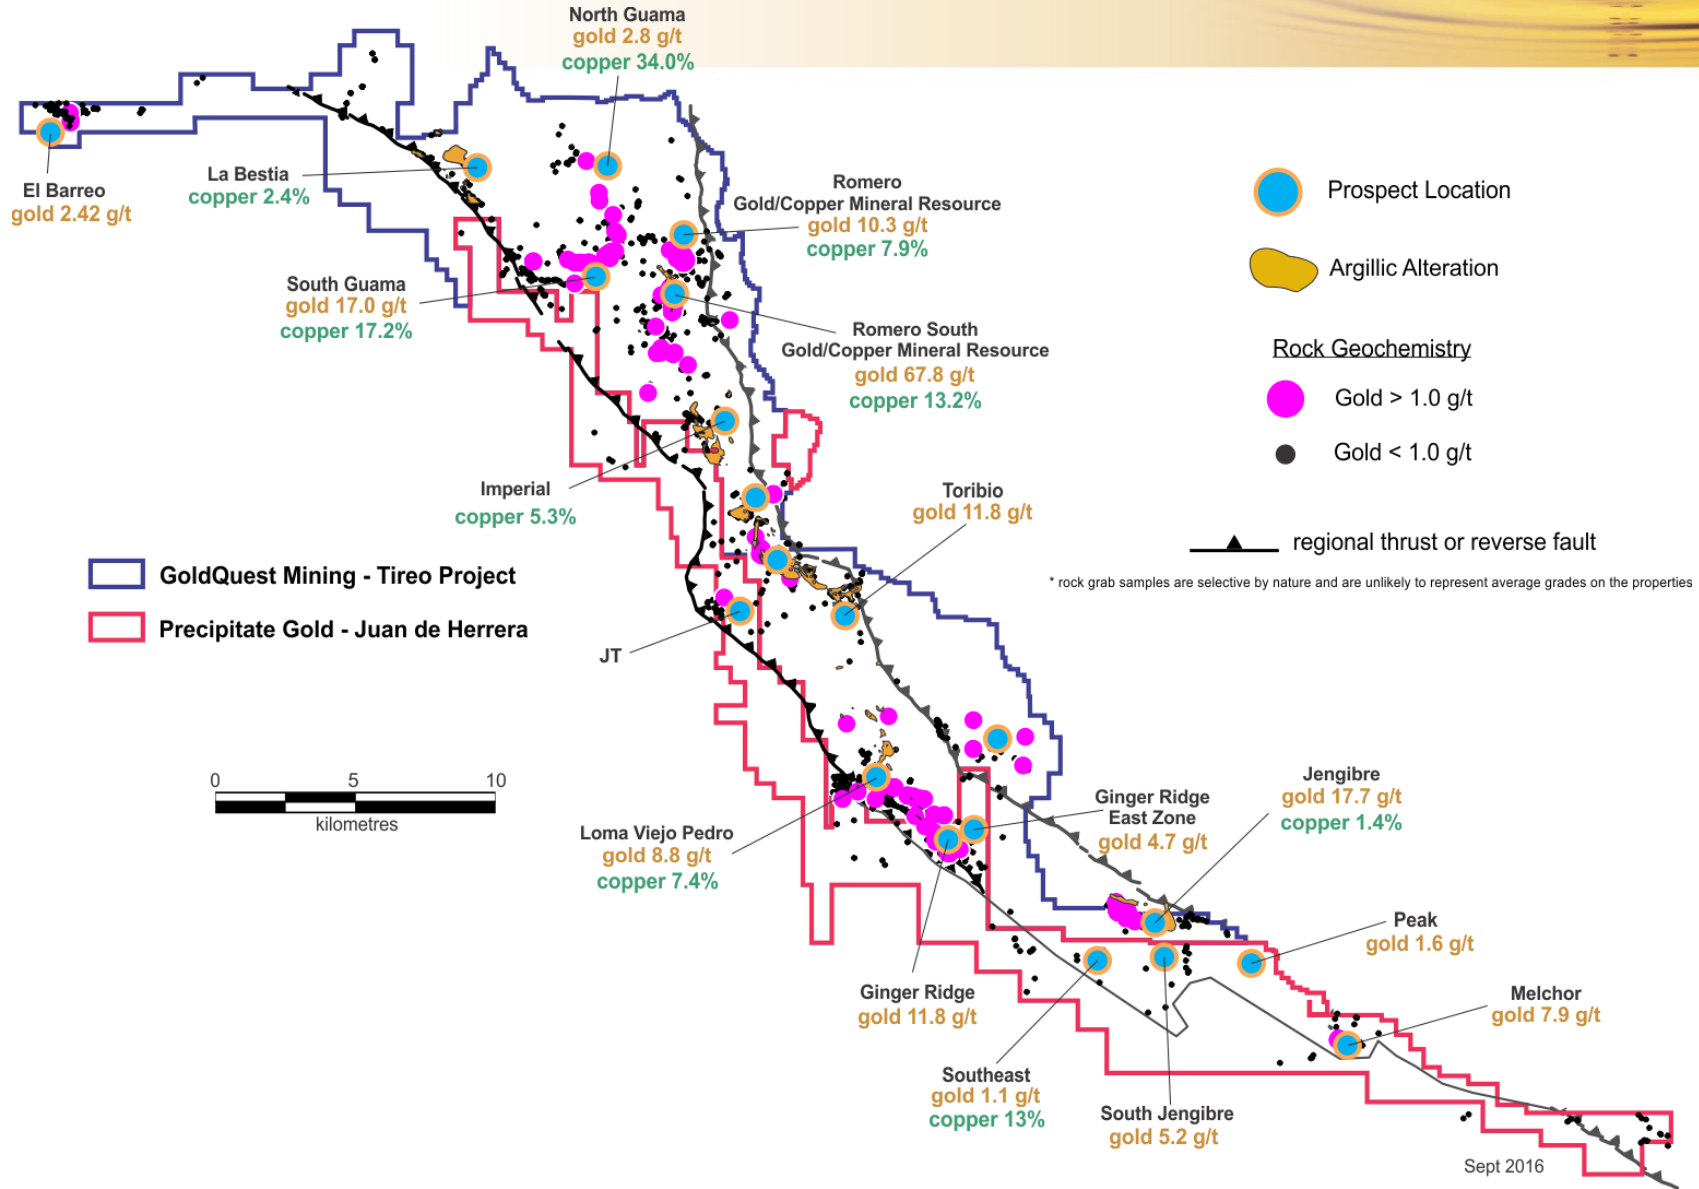 North Guama
gold 2.8 g/t
copper 34.0%
El Barreo
gold 2.42 g/t
La Bestia
copper 2.4%
Romero
Gold/Copper Mineral Resource
gold 10.3 g/t
copper 7.9%
South Guama
gold 17.0 g/t
copper 17.2%
Romero South
Gold/Copper Mineral Resource
gold 67.8 g/t
copper 13.2%
Prospect Location
Argillic Alteration
Rock Geochemistry
Gold > 1.0 g/t
Gold < 1.0 g/t
regional thrust or reverse fault
* rock grab samples are selective by nature and are unlikely to represent average grades on the properties
Imperial
copper 5.3%
Toribio
gold 11.8 g/t
GoldQuest Mining - Tireo Project
Precipitate Gold - Juan de Herrera
JT
0 5 10
kilometres
Loma Viejo Pedro
gold 8.8 g/t
copper 7.4%
Ginger Ridge
East Zone
gold 4.7 g/t
Jengibre
gold 17.7 g/t
copper 1.4%
Peak
gold 1.6 g/t
Ginger Ridge
gold 11.8 g/t
Melchor
gold 7.9 g/t
Southeast
gold 1.1 g/t
copper 13%
South Jengibre
gold 5.2 g/t
Sept 2016